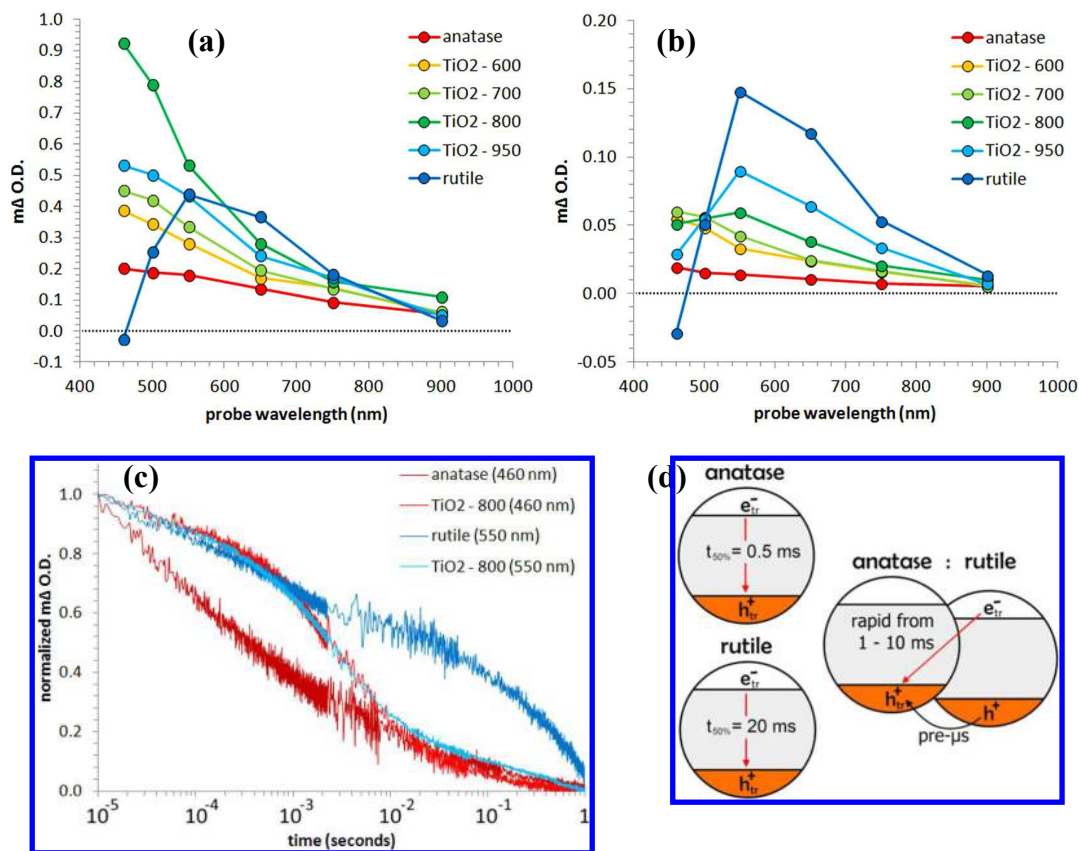 (a)
mΔ O.D.
1.0
0.9
0.8
0.7
0.6
0.5
0.4
0.3
0.2
0.1
0.0
-0.1
400 500 600 700 800 900 1000
probe wavelength (nm)
anatase
TiO2 - 600
TiO2 - 700
TiO2 - 800
TiO2 - 950
rutile
(b)
mΔ O.D.
0.20
0.15
0.10
0.05
0.00
-0.05
400 500 600 700 800 900 1000
probe wavelength (nm)
anatase
TiO2 - 600
TiO2 - 700
TiO2 - 800
TiO2 - 950
rutile
(c)
normalized mΔ O.D.
1.0
0.8
0.6
0.4
0.2
0.0
10⁻⁵ 10⁻⁴ 10⁻³ 10⁻² 10⁻¹ 1
time (seconds)
anatase (460 nm)
TiO2 - 800 (460 nm)
rutile (550 nm)
TiO2 - 800 (550 nm)
(d)
anatase
e⁻tr
t50% = 0.5 ms
h⁺tr
rutile
e⁻tr
t50% = 20 ms
h⁺tr
anatase : rutile
e⁻tr
rapid from
1 - 10 ms
h⁺tr
h⁺
pre-μs